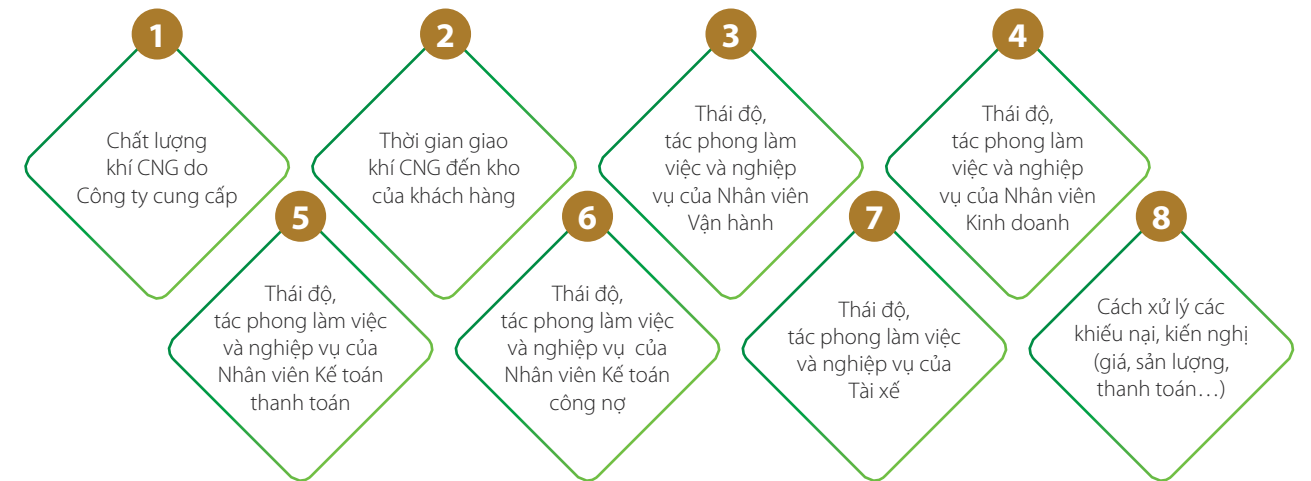 1
Chất lượng
khí CNG do
Công ty cung cấp
2
Thời gian giao
khí CNG đến kho
của khách hàng
3
Thái độ,
tác phong làm
việc và nghiệp
vụ của Nhân viên
Vận hành
4
Thái độ,
tác phong làm
việc và nghiệp
vụ của Nhân viên
Kinh doanh
5
Thái độ,
tác phong làm việc
và nghiệp vụ của
Nhân viên Kế toán
thanh toán
6
Thái độ,
tác phong làm việc
và nghiệp vụ của
Nhân viên Kế toán
công nợ
7
Thái độ,
tác phong làm việc
và nghiệp vụ của
Tài xế
8
Cách xử lý các
khiếu nại, kiến nghị
(giá, sản lượng,
thanh toán…)